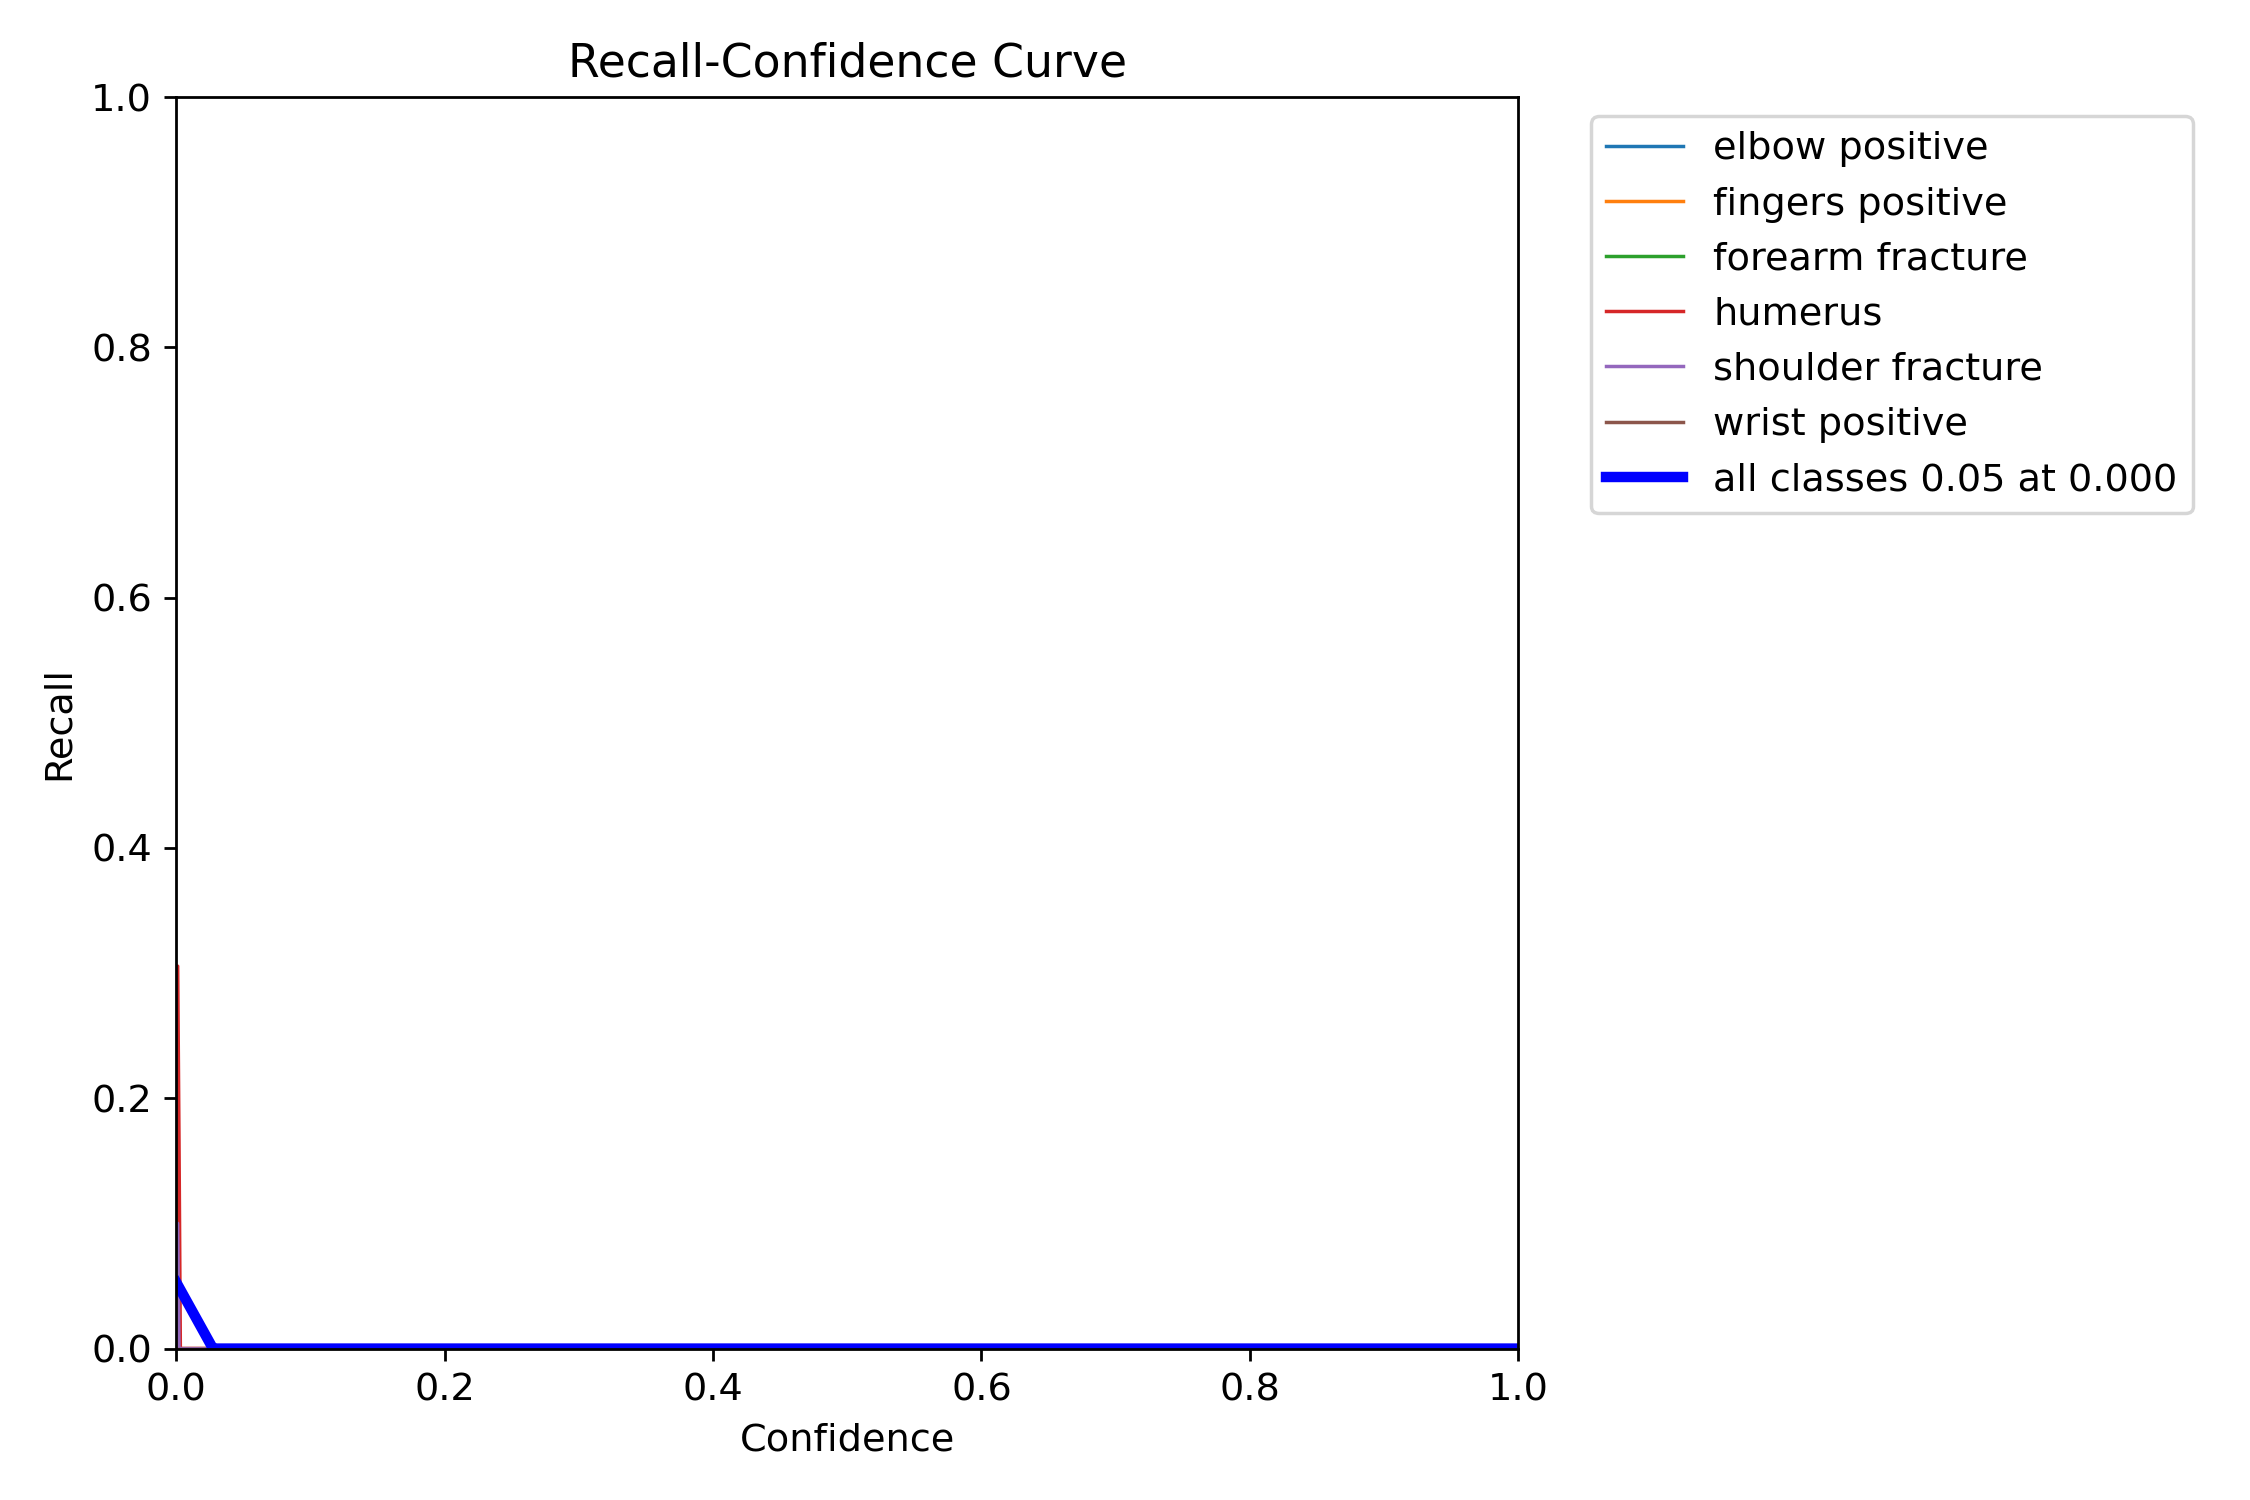 Recall-Confidence Curve
1.0
0.8
0.6
0.4
0.2
0.0
Recall
0.0 0.2 0.4 0.6 0.8 1.0
Confidence
elbow positive
fingers positive
forearm fracture
humerus
shoulder fracture
wrist positive
all classes 0.05 at 0.000